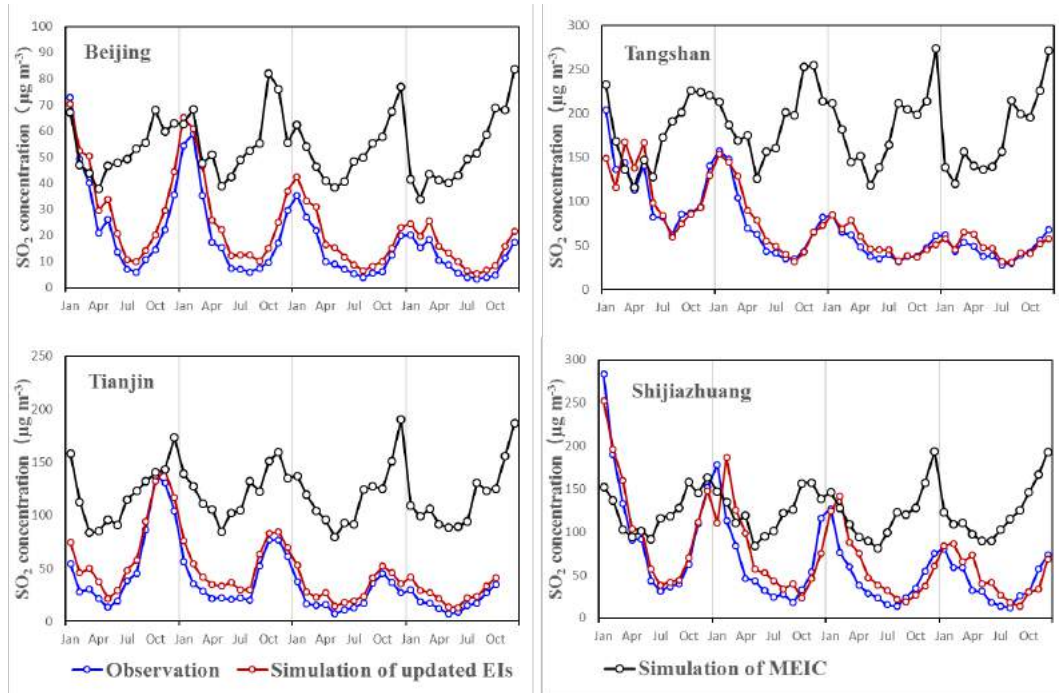 SO₂ concentration (μg m⁻³)
100
90
80
70
60
50
40
30
20
10
0
Beijing
Jan Apr Jul Oct Jan Apr Jul Oct Jan Apr Jul Oct Jan Apr Jul Oct
SO₂ concentration (μg m⁻³)
300
250
200
150
100
50
0
Tangshan
Jan Apr Jul Oct Jan Apr Jul Oct Jan Apr Jul Oct Jan Apr Jul Oct
SO₂ concentration (μg m⁻³)
250
200
150
100
50
0
Tianjin
Jan Apr Jul Oct Jan Apr Jul Oct Jan Apr Jul Oct Jan Apr Jul Oct
SO₂ concentration (μg m⁻³)
300
250
200
150
100
50
0
Shijiazhuang
Jan Apr Jul Oct Jan Apr Jul Oct Jan Apr Jul Oct Jan Apr Jul Oct
Observation Simulation of updated EIs Simulation of MEIC